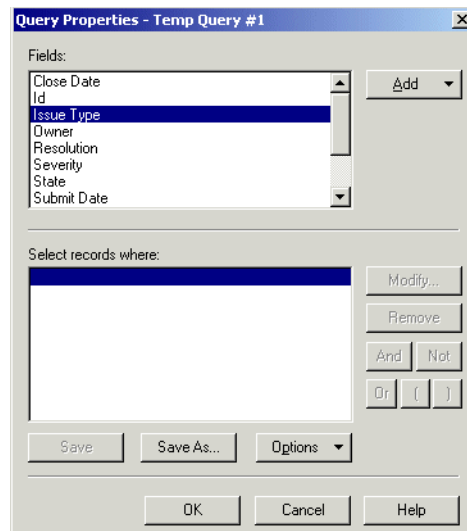 Query Properties - Temp Query #1
Fields:
Close Date
Id
Issue Type
Owner
Resolution
Severity
State
Submit Date
Add
Select records where:
Modify...
Remove
And Not
Or ( )
Save Save As... Options
OK Cancel Help